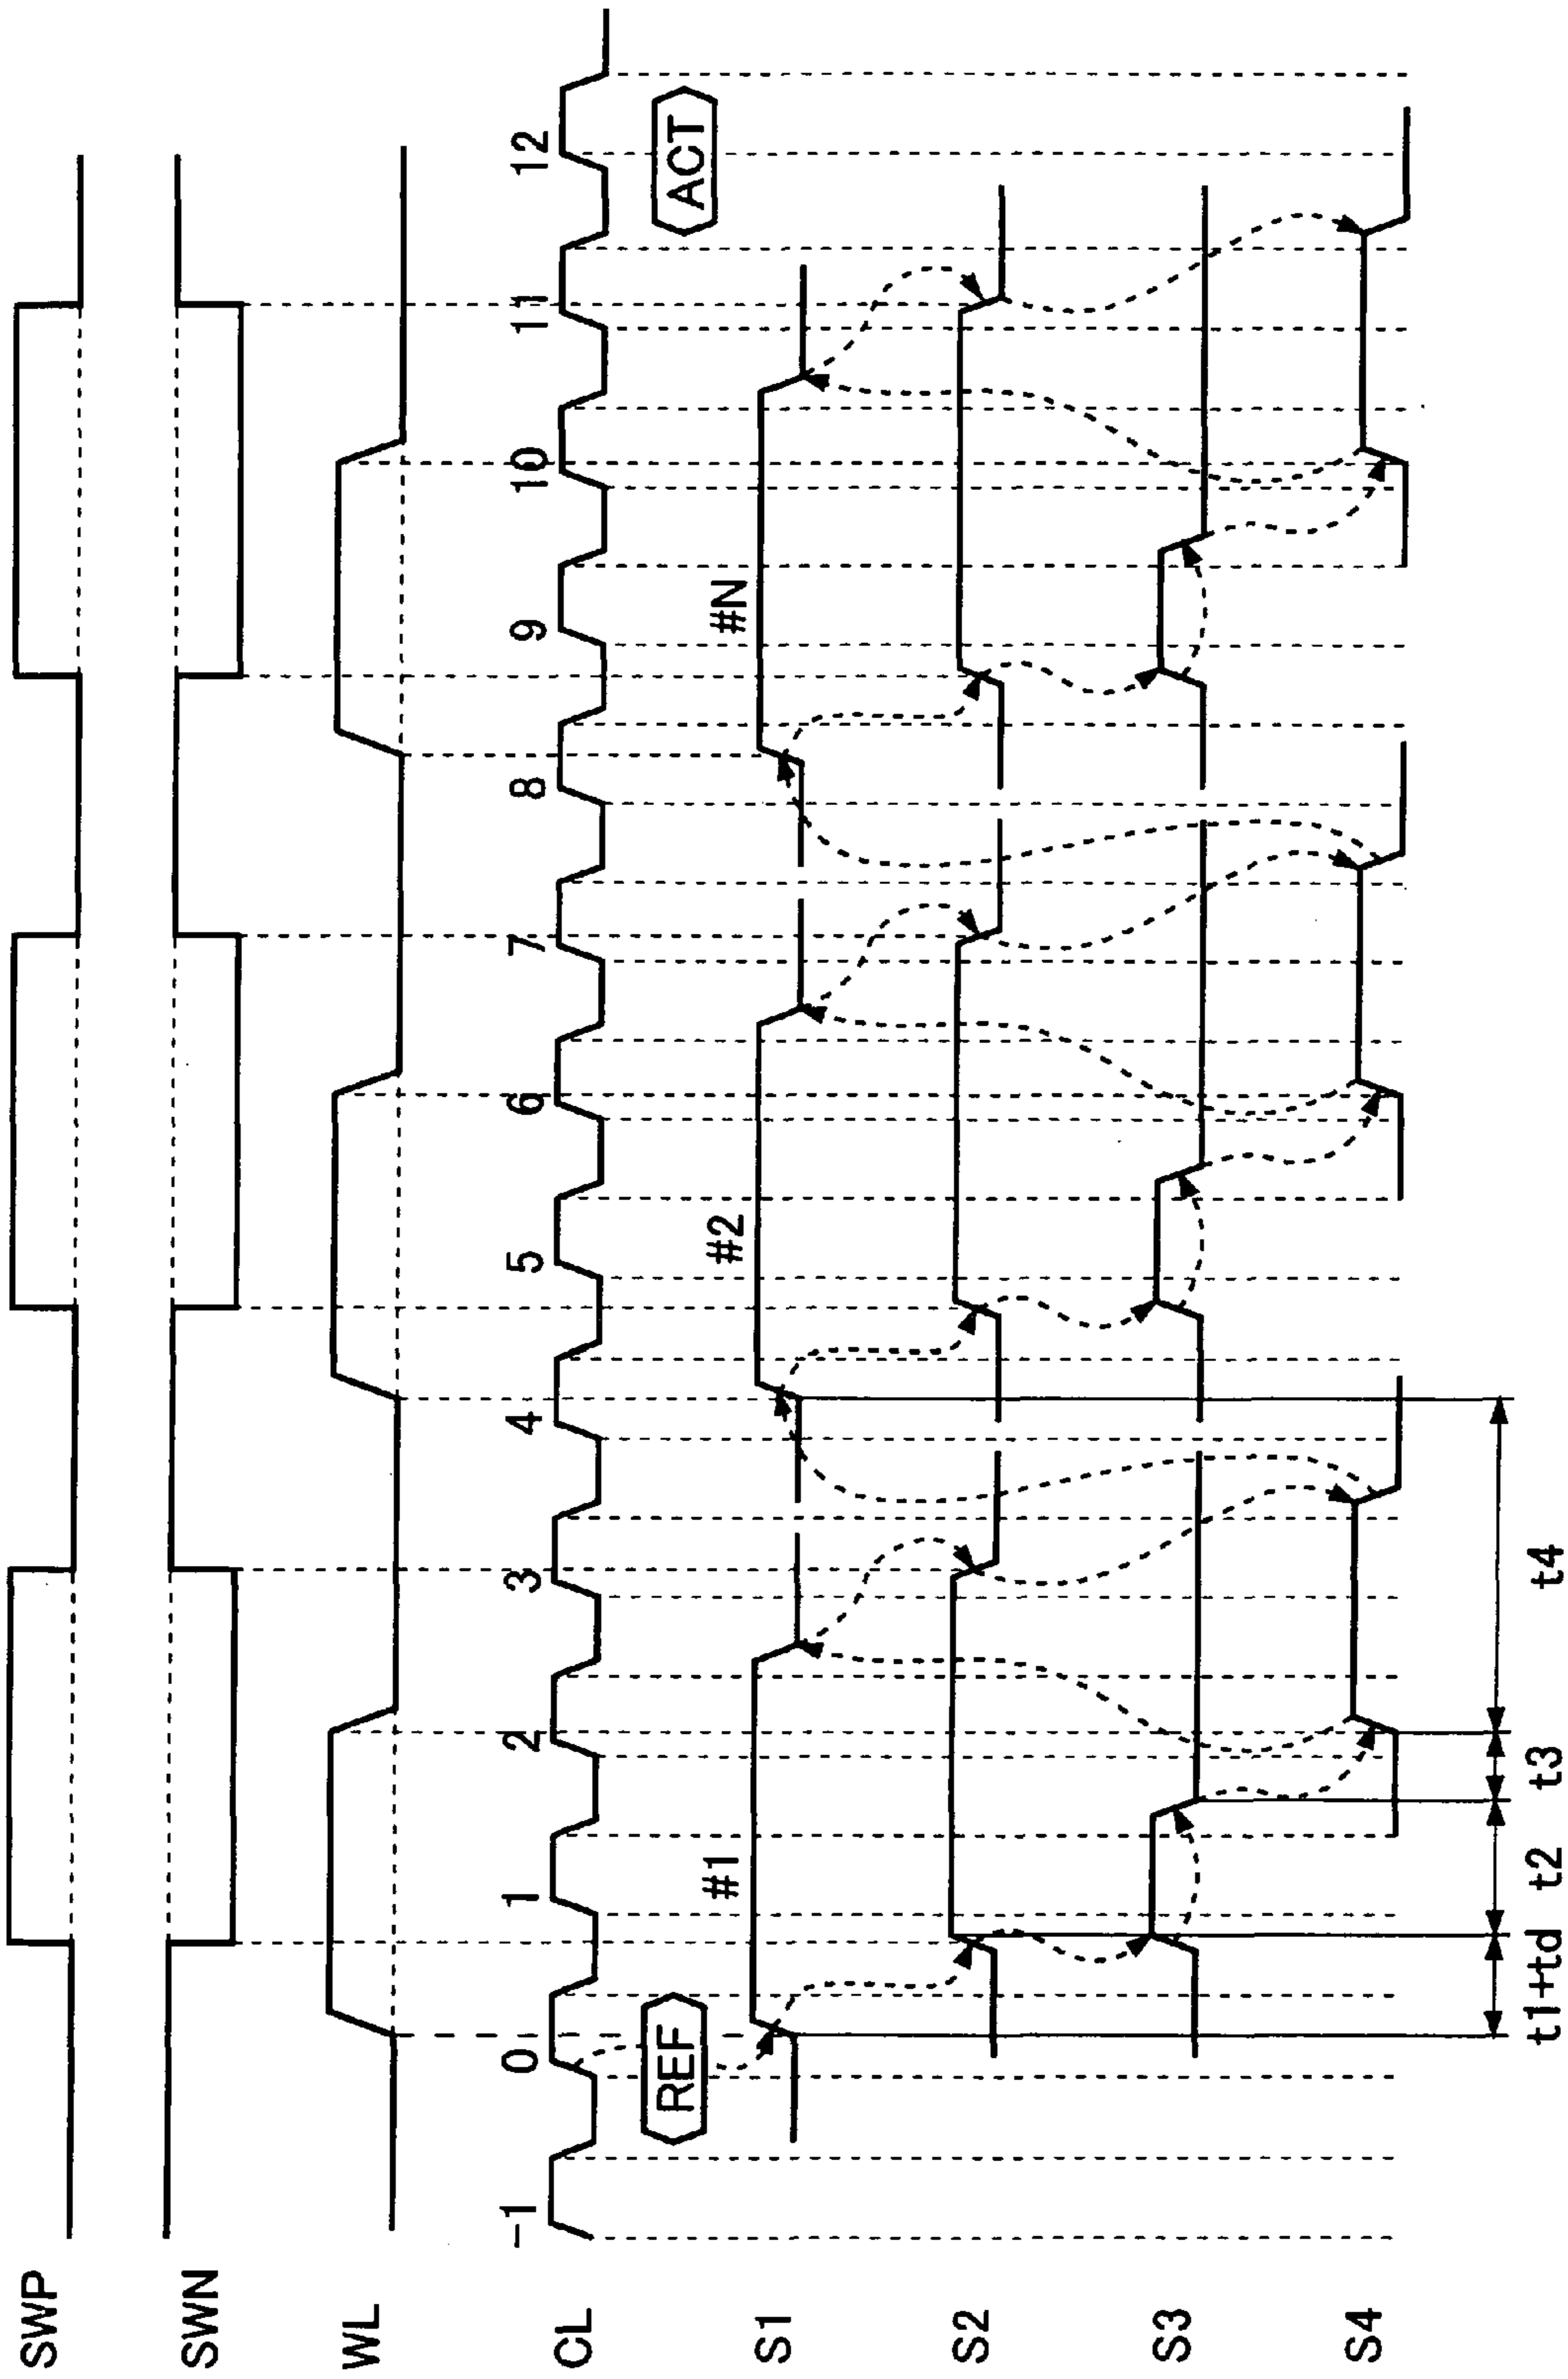 SWP
SWN
WL
CL
-1 0 1 2 3 4 5 6 7 8 9 10 11 12
REF
ACT
S1
#1 #2 #N
S2
S3
S4
t1+td t2 t3 t4